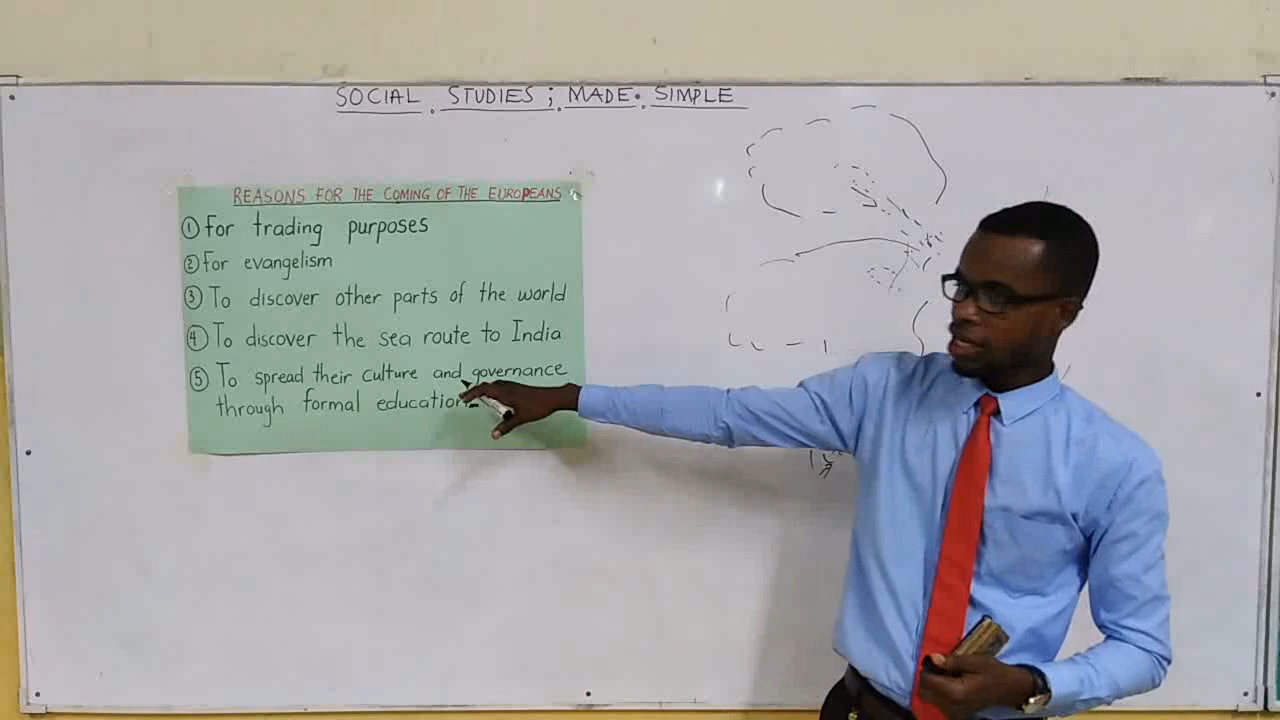 SOCIAL STUDIES; MADE SIMPLE
REASONS FOR THE COMING OF THE EUROPEANS
1 For trading purposes
2 For evangelism
3 To discover other parts of the world
4 To discover the sea route to India
5 To spread their culture and governance
through formal education